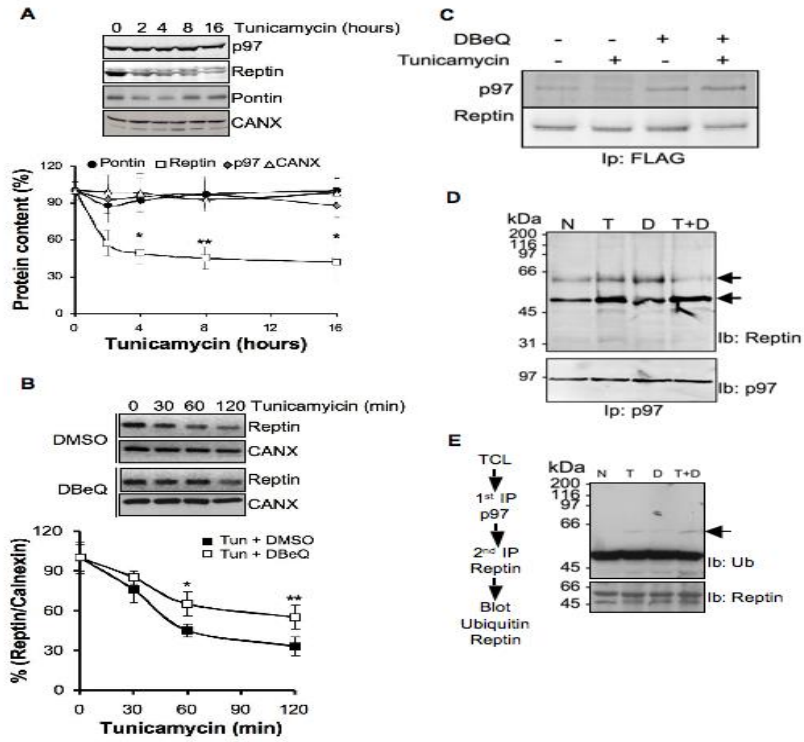 A
0 2 4 8 16 Tunicamycin (hours)
p97
Reptin
Pontin
CANX
Pontin Reptin p97 CANX
Protein content (%)
120
90
60
30
0
* ** *
0 4 8 12 16
Tunicamycin (hours)
B
0 30 60 120 Tunicamyicin (min)
DMSO
Reptin
CANX
DBeQ
Reptin
CANX
Tun + DMSO
Tun + DBeQ
% (Reptin/Calnexin)
120
90
60
30
0
* **
0 30 60 90 120
Tunicamycin (min)
C
DBeQ - - + +
Tunicamycin - + - +
p97
Reptin
Ip: FLAG
D
kDa N T D T+D
200
116
97
66
45
31
Ib: Reptin
97
Ib: p97
Ip: p97
E
TCL
1st IP
p97
2nd IP
Reptin
Blot
Ubiquitin
Reptin
kDa N T D T+D
200
116
97
66
45
Ib: Ub
66
45
Ib: Reptin